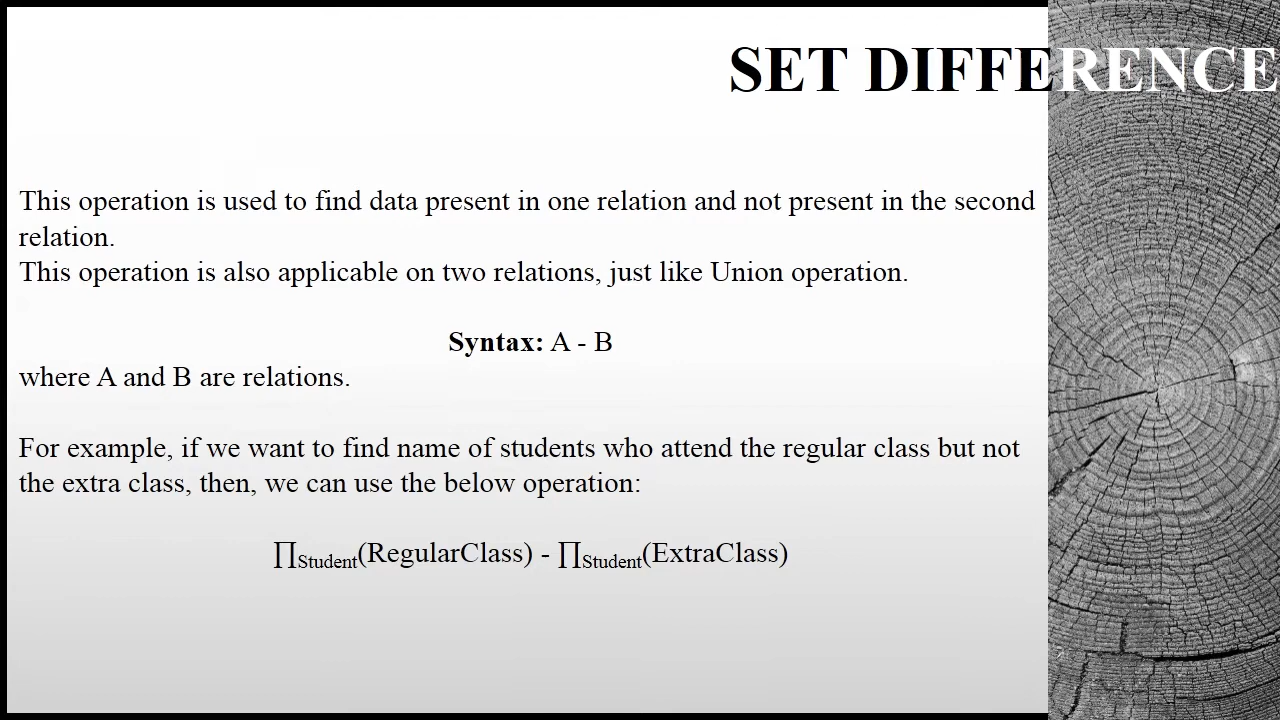 SET DIFFERENCE
This operation is used to find data present in one relation and not present in the second
relation.
This operation is also applicable on two relations, just like Union operation.
Syntax: A - B
where A and B are relations.
For example, if we want to find name of students who attend the regular class but not
the extra class, then, we can use the below operation:
∏Student(RegularClass) - ∏Student(ExtraClass)